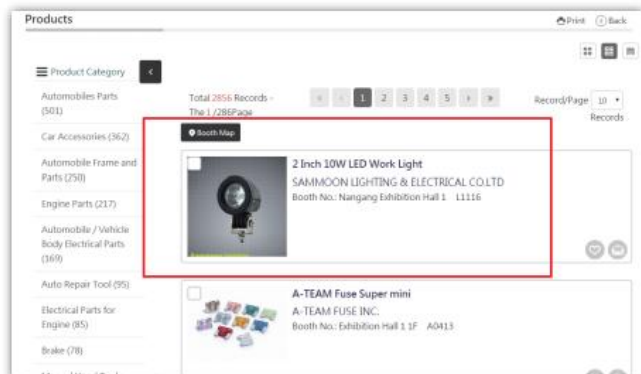 Products
Print
Back
Product Category
Automobiles Parts
(501)
Car Accessories (362)
Automobile Frame and
Parts (250)
Engine Parts (217)
Automobile / Vehicle
Body Electrical Parts
(169)
Auto Repair Tool (95)
Electrical Parts for
Engine (85)
Brake (78)
Total 2856 Records -
The 1 /286Page
« ‹ 1 2 3 4 5 › »
Record/Page 10
Records
Booth Map
2 Inch 10W LED Work Light
SAMMOON LIGHTING & ELECTRICAL CO.LTD
Booth No.: Nangang Exhibition Hall 1 L1116
A-TEAM Fuse Super mini
A-TEAM FUSE INC.
Booth No.: Exhibition Hall 1 1F A0413